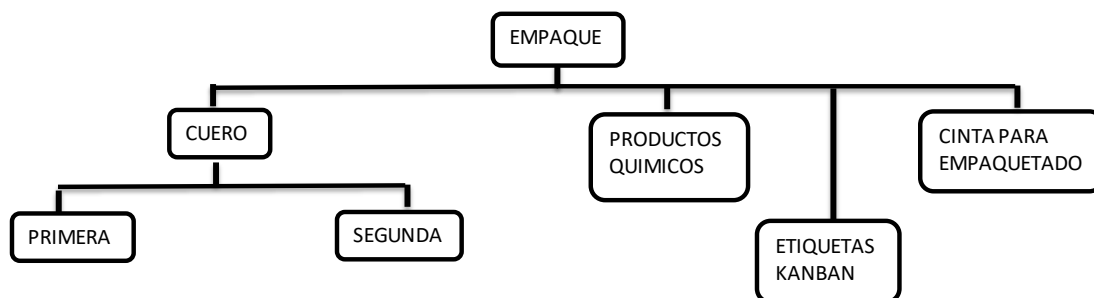 EMPAQUE
CUERO
PRODUCTOS
QUIMICOS
CINTA PARA
EMPAQUETADO
PRIMERA
SEGUNDA
ETIQUETAS
KANBAN